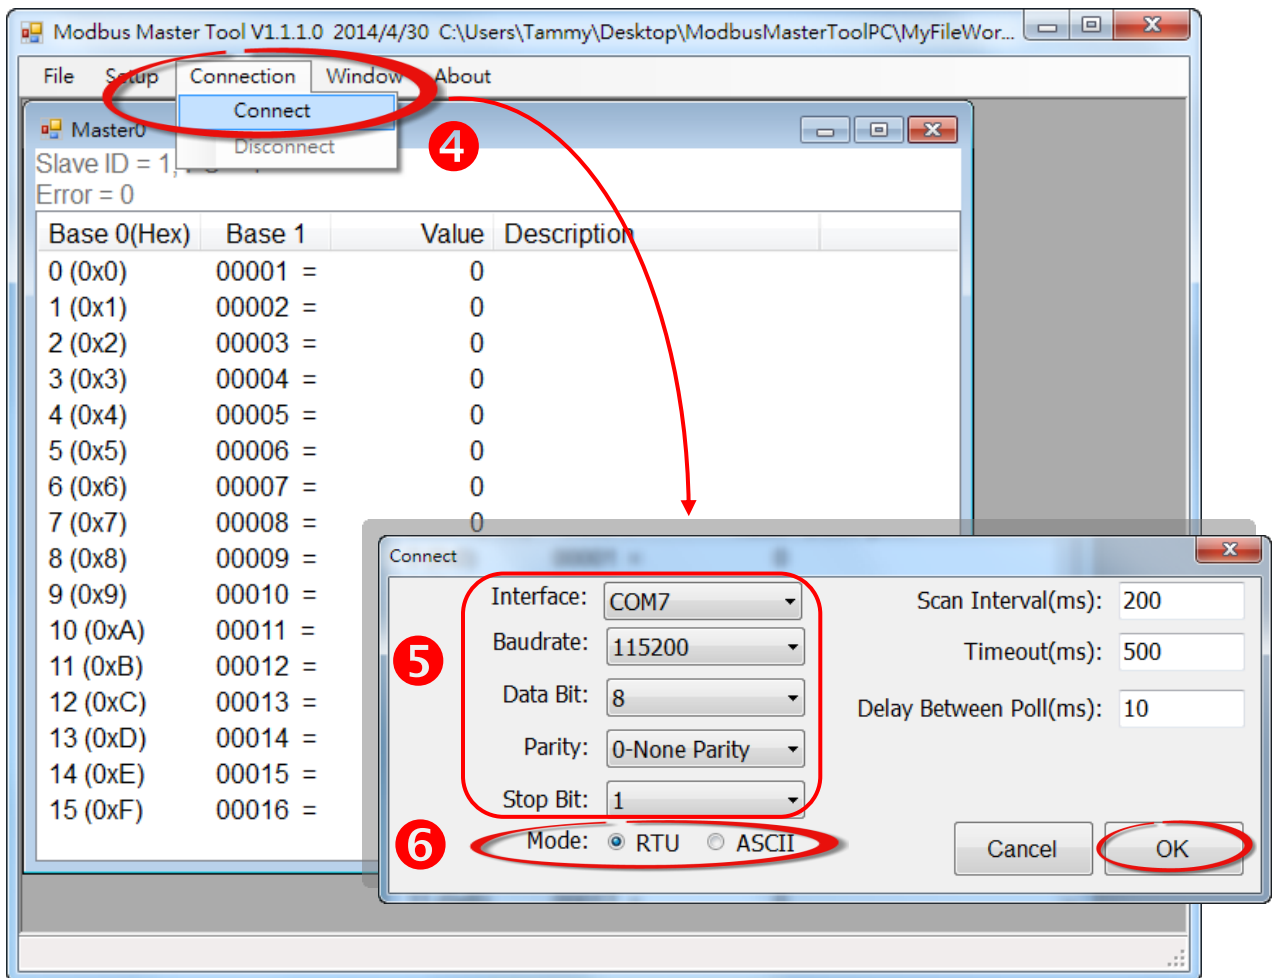 Modbus Master Tool V1.1.1.0 2014/4/30 C:\Users\Tammy\Desktop\ModbusMasterToolPC\MyFileWor...
File Setup Connection Window About
Connect
Disconnect
4
Master0
Slave ID = 1,
Error = 0
Base 0(Hex) Base 1 Value Description
0 (0x0) 00001 = 0
1 (0x1) 00002 = 0
2 (0x2) 00003 = 0
3 (0x3) 00004 = 0
4 (0x4) 00005 = 0
5 (0x5) 00006 = 0
6 (0x6) 00007 = 0
7 (0x7) 00008 = 0
8 (0x8) 00009 =
9 (0x9) 00010 =
10 (0xA) 00011 =
11 (0xB) 00012 =
12 (0xC) 00013 =
13 (0xD) 00014 =
14 (0xE) 00015 =
15 (0xF) 00016 =
Connect
5
Interface: COM7
Baudrate: 115200
Data Bit: 8
Parity: 0-None Parity
Stop Bit: 1
6
Mode: RTU ASCII
Scan Interval(ms): 200
Timeout(ms): 500
Delay Between Poll(ms): 10
Cancel OK